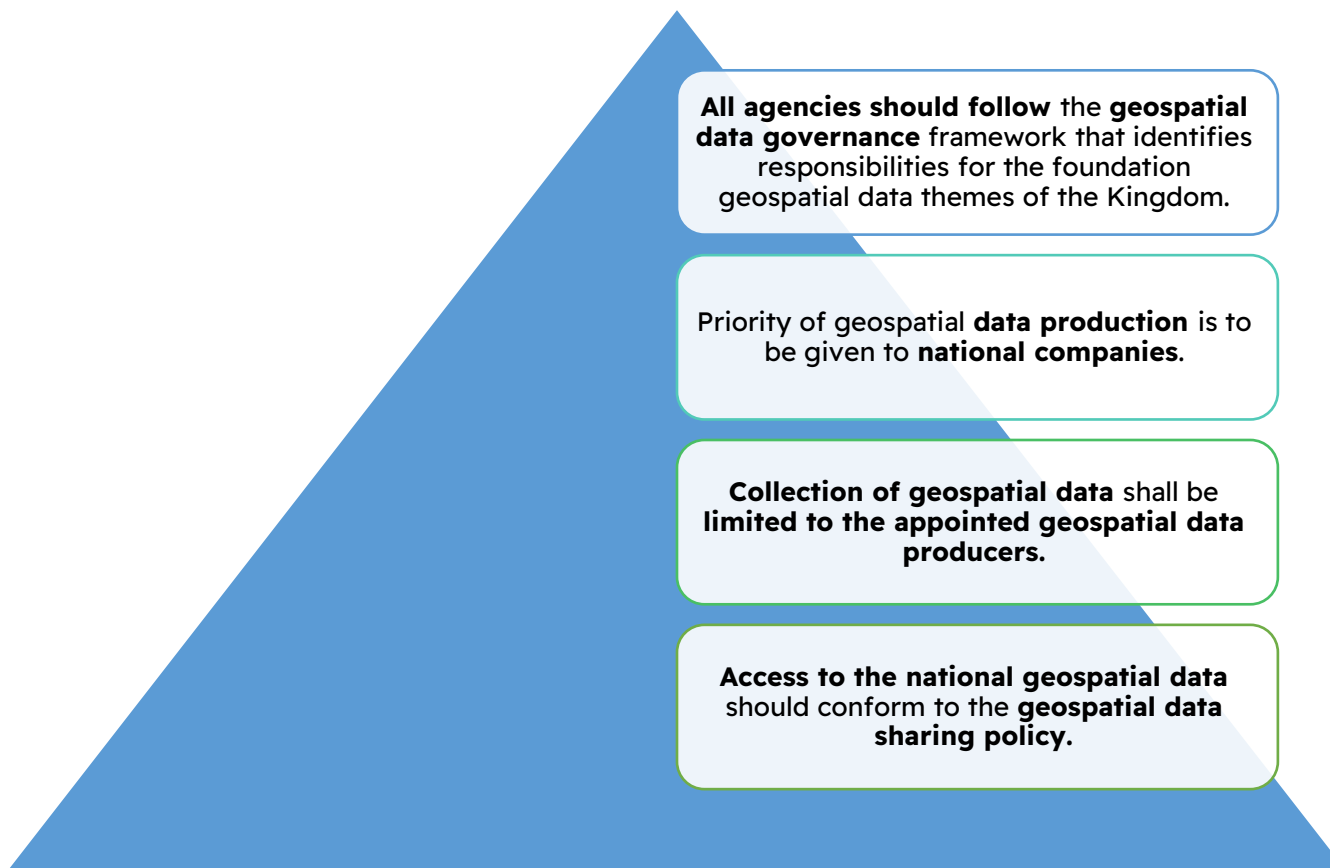 All agencies should follow the geospatial
data governance framework that identifies
responsibilities for the foundation
geospatial data themes of the Kingdom.
Priority of geospatial data production is to
be given to national companies.
Collection of geospatial data shall be
limited to the appointed geospatial data
producers.
Access to the national geospatial data
should conform to the geospatial data
sharing policy.